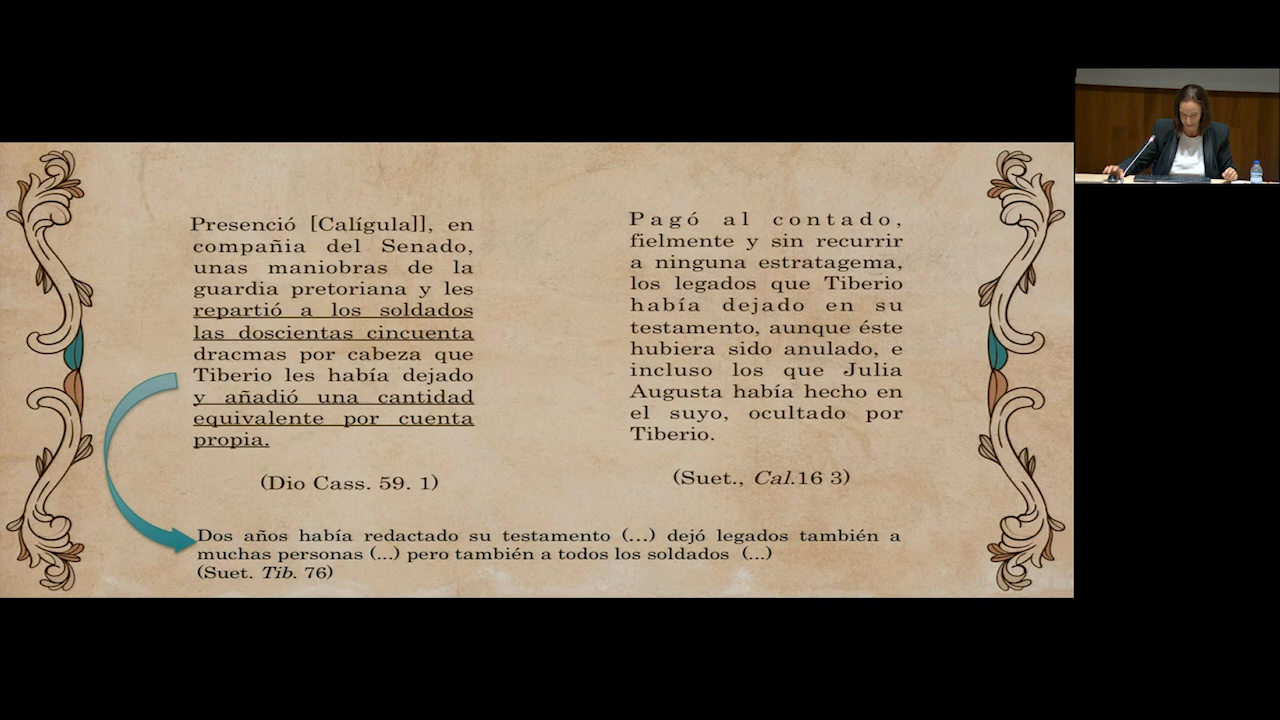 Presenció [Calígula]], en
compañia del Senado,
unas maniobras de la
guardia pretoriana y les
repartió a los soldados
las doscientas cincuenta
dracmas por cabeza que
Tiberio les había dejado
y añadió una cantidad
equivalente por cuenta
propia.
(Dio Cass. 59. 1)
Pagó al contado,
fielmente y sin recurrir
a ninguna estratagema,
los legados que Tiberio
había dejado en su
testamento, aunque éste
hubiera sido anulado, e
incluso los que Julia
Augusta había hecho en
el suyo, ocultado por
Tiberio.
(Suet., Cal.16 3)
Dos años había redactado su testamento (...) dejó legados también a
muchas personas (...) pero también a todos los soldados (...)
(Suet. Tib. 76)